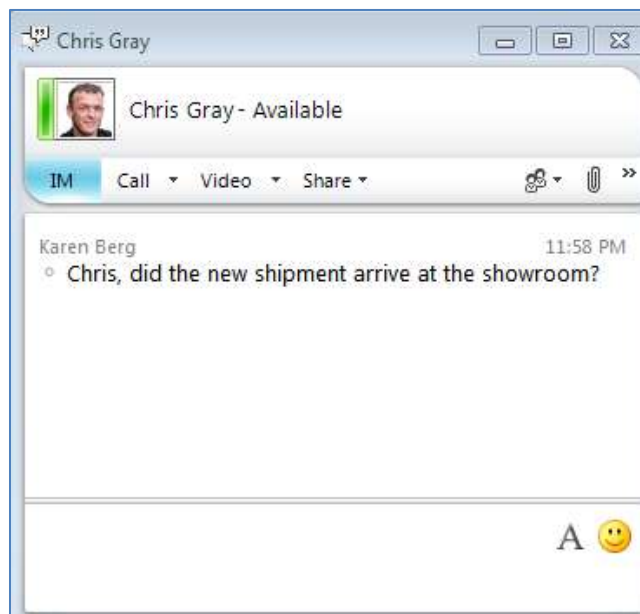 Chris Gray
Chris Gray - Available
IM Call Video Share
Karen Berg 11:58 PM
Chris, did the new shipment arrive at the showroom?
A